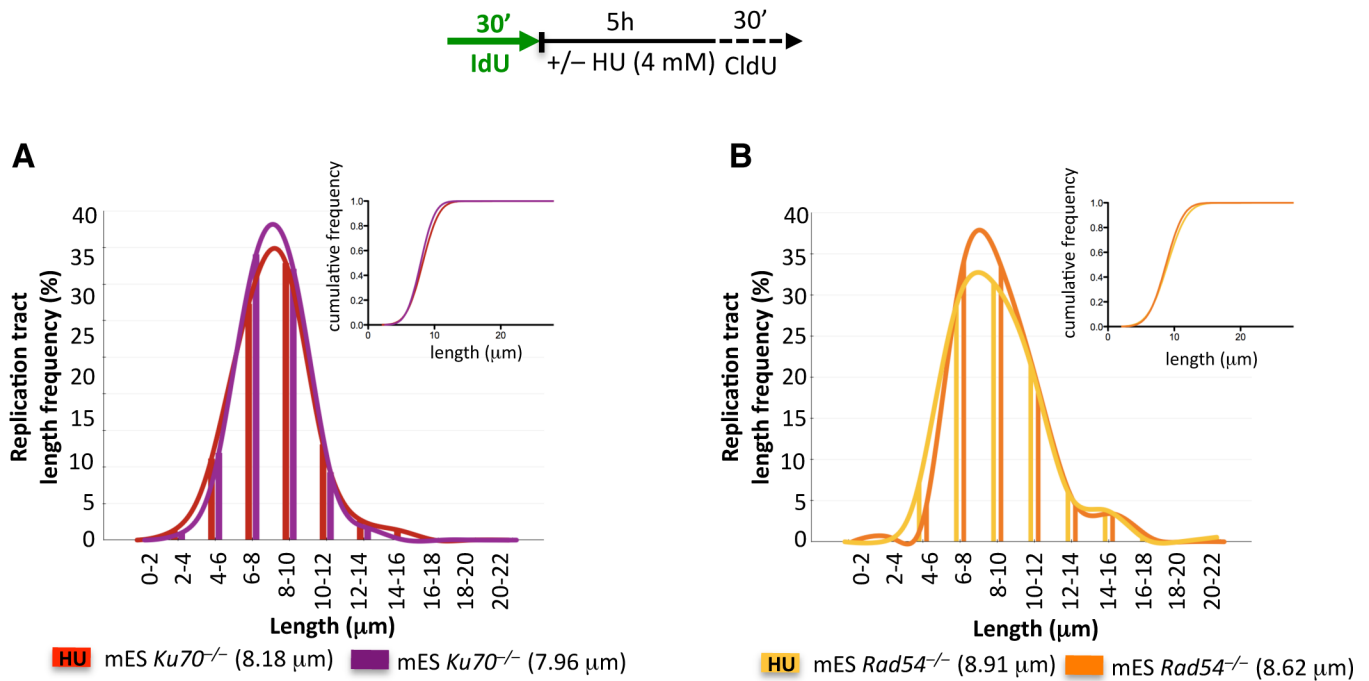 30’ 5h 30’
IdU +/– HU (4 mM) CldU
A
Replication tract
length frequency (%)
40
35
30
25
20
15
10
5
0
0-2 2-4 4-6 6-8 8-10 10-12 12-14 14-16 16-18 18-20 20-22
Length (μm)
cumulative frequency
1.0
0.8
0.6
0.4
0.2
0.0
0 10 20
length (μm)
HU mES Ku70–/– (8.18 μm) mES Ku70–/– (7.96 μm)
B
Replication tract
length frequency (%)
40
35
30
25
20
15
10
5
0
0-2 2-4 4-6 6-8 8-10 10-12 12-14 14-16 16-18 18-20 20-22
Length (μm)
cumulative frequency
1.0
0.8
0.6
0.4
0.2
0.0
0 10 20
length (μm)
HU mES Rad54–/– (8.91 μm) mES Rad54–/– (8.62 μm)